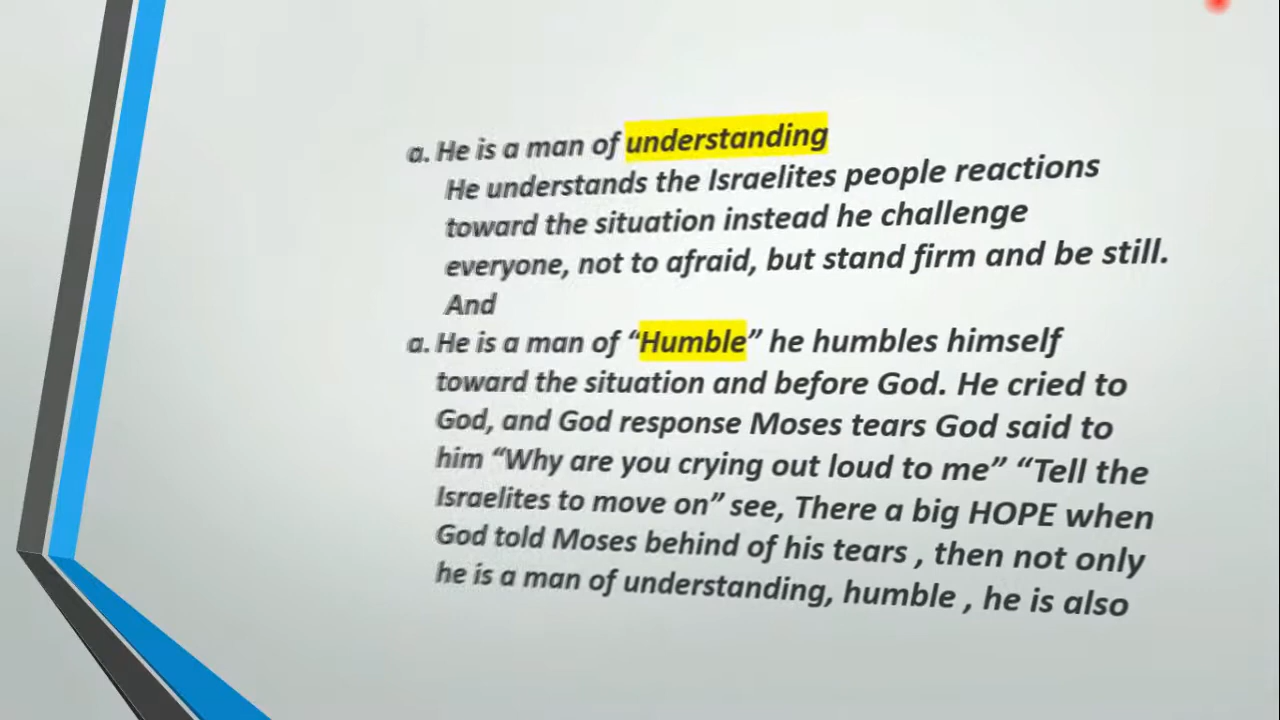 a. He is a man of understanding
He understands the Israelites people reactions
toward the situation instead he challenge
everyone, not to afraid, but stand firm and be still.
And
a. He is a man of “Humble” he humbles himself
toward the situation and before God. He cried to
God, and God response Moses tears God said to
him “Why are you crying out loud to me” “Tell the
Israelites to move on” see, There a big HOPE when
God told Moses behind of his tears , then not only
he is a man of understanding, humble , he is also